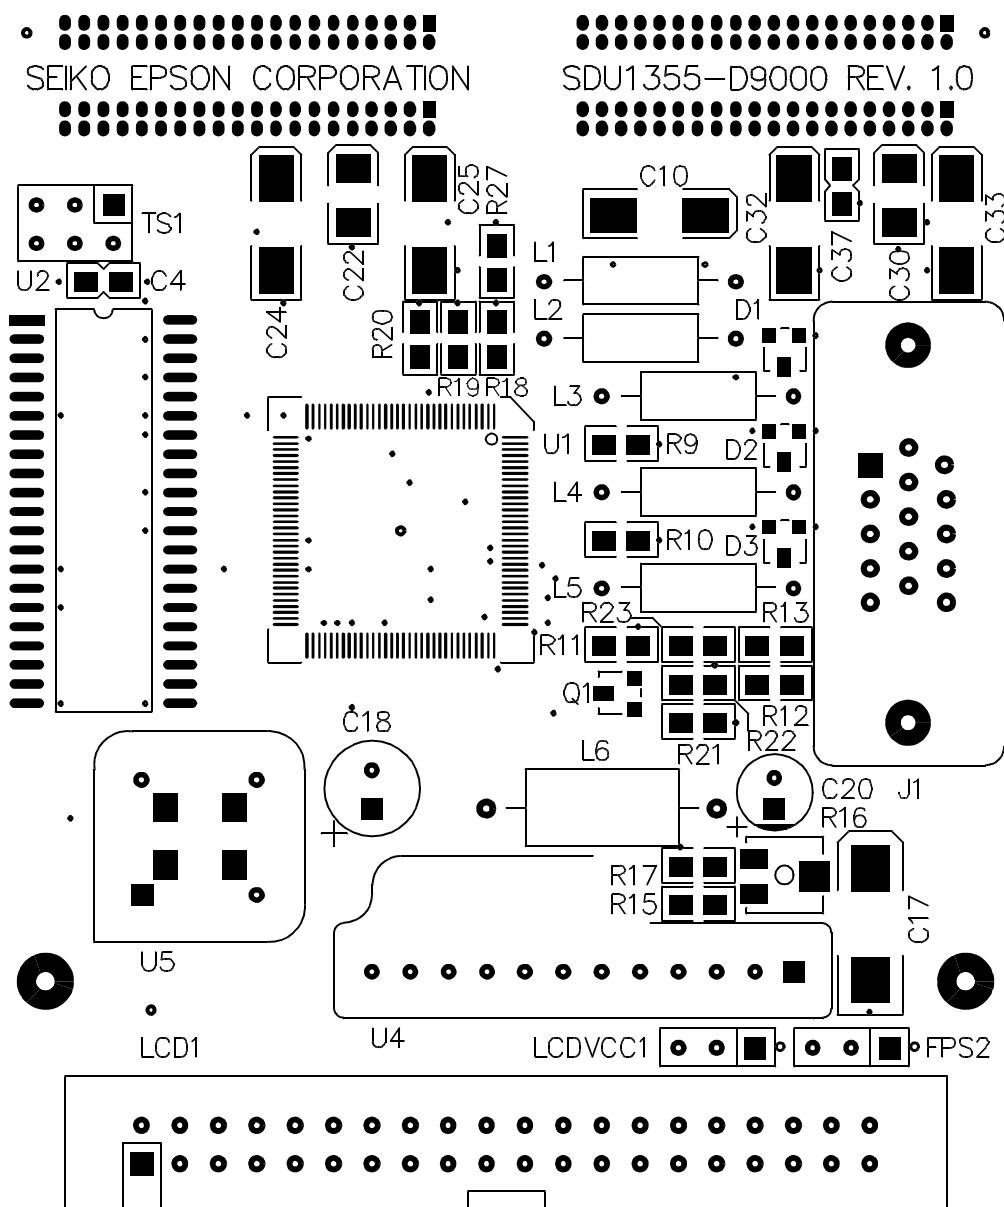 SEIKO EPSON CORPORATION
SDU1355-D9000 REV. 1.0
C25
R27
C10
C32
C33
TS1
L1
C37
U2
C4
C22
C30
C24
R20
L2
D1
R19
R18
L3
U1
R9
D2
L4
R10
D3
L5
R23
R13
R11
Q1
R12
C18
R21
R22
L6
C20
J1
R16
R17
R15
C17
U5
U4
LCD1
LCDVCC1
FPS2